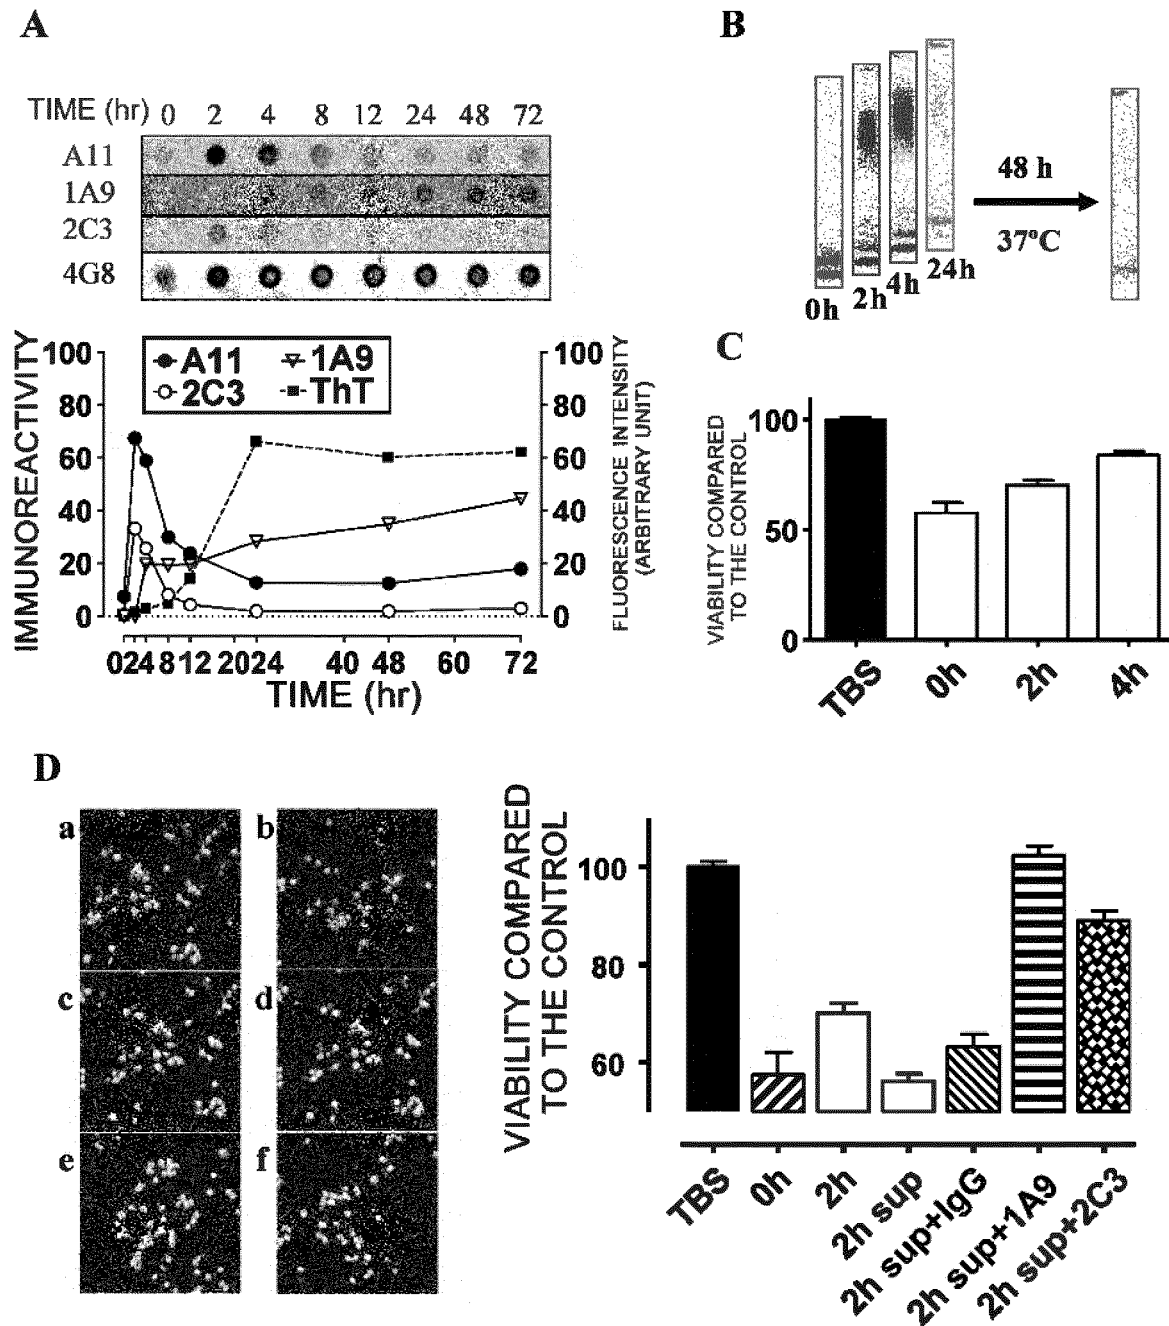 A
TIME (hr) 0 2 4 8 12 24 48 72
A11
1A9
2C3
4G8
IMMUNOREACTIVITY
100
80
60
40
20
0
A11
2C3
1A9
ThT
100
80
60
40
20
0
FLUORESCENCE INTENSITY
(ARBITRARY UNIT)
0 2 4 8 12 20 24 40 48 60 72
TIME (hr)
B
0h
2h
4h
24h
48 h
37°C
C
VIABILITY COMPARED
TO THE CONTROL
100
50
0
TBS
0h
2h
4h
D
a
b
c
d
e
f
VIABILITY COMPARED
TO THE CONTROL
100
80
60
TBS
0h
2h
2h sup
2h sup+IgG
2h sup+1A9
2h sup+2C3